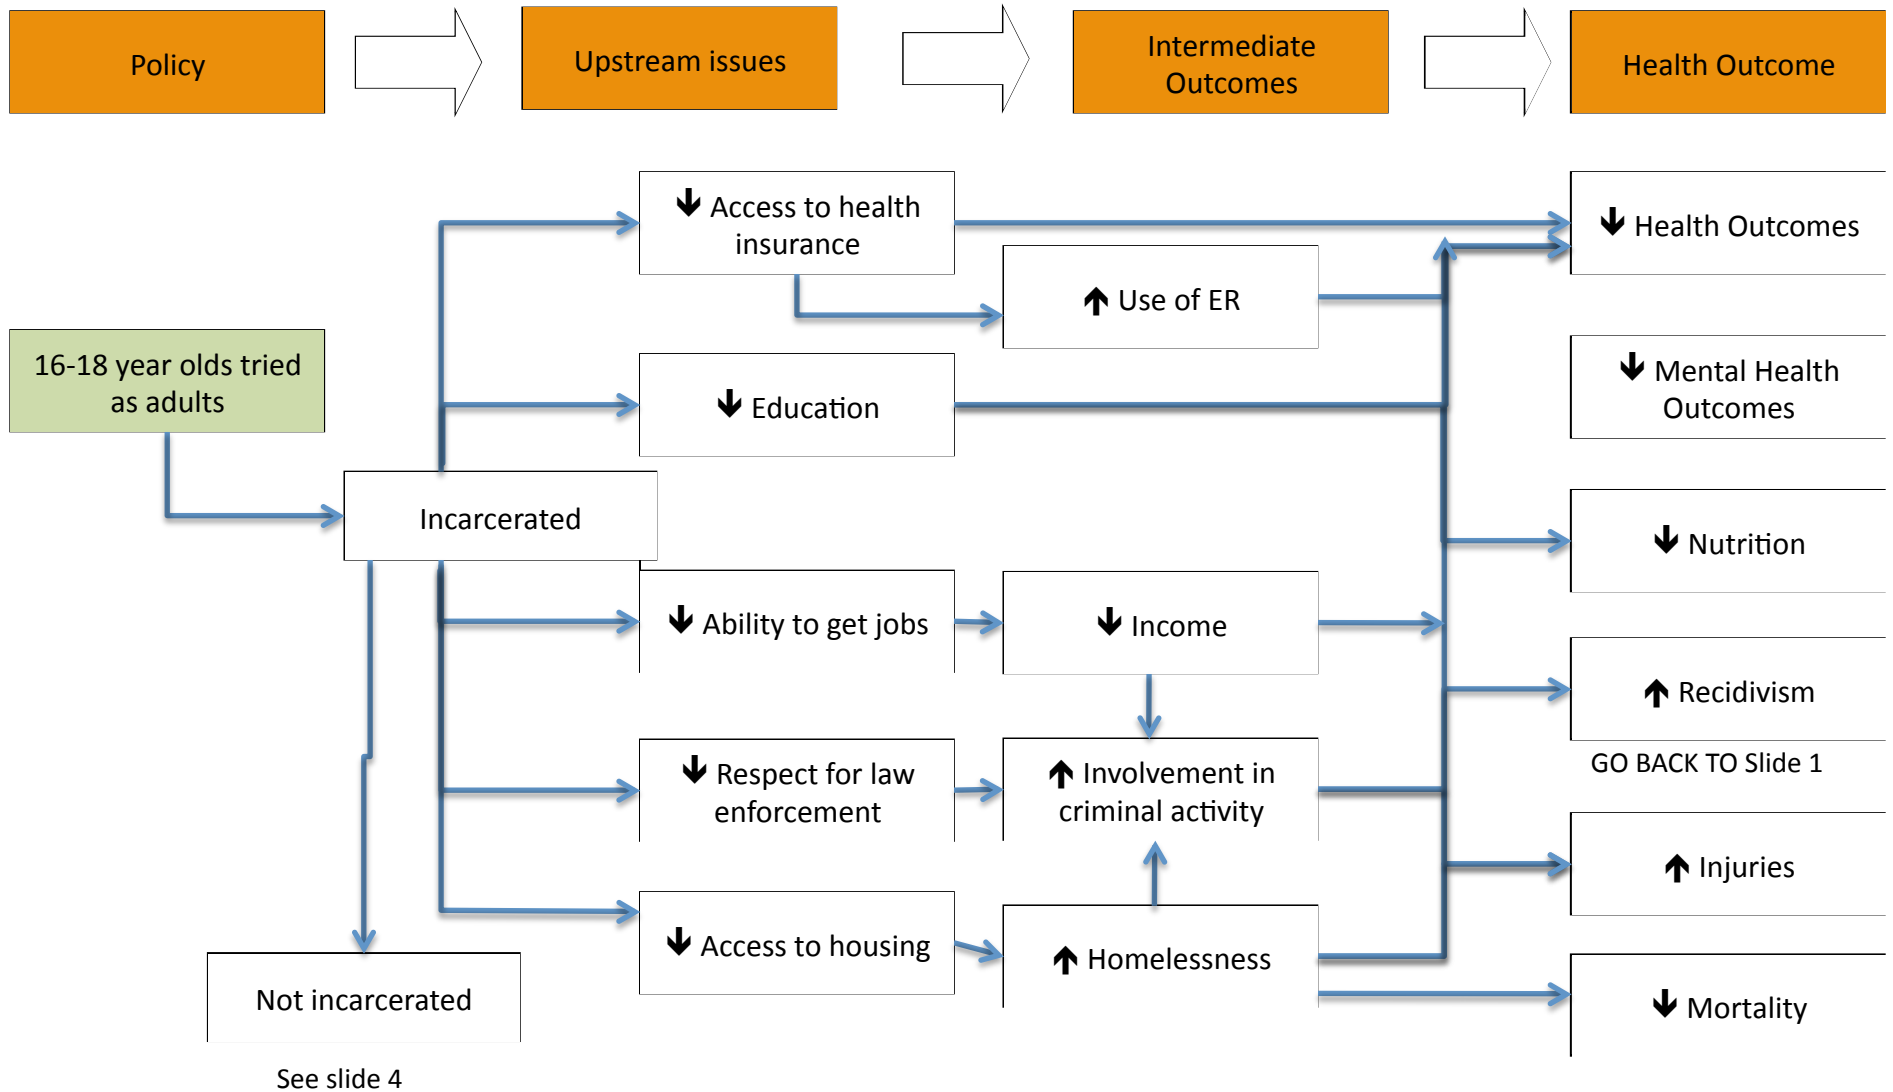 Policy
Upstream issues
Intermediate
Outcomes
Health Outcome
🡻 Access to health
insurance
🡻 Health Outcomes
🡹 Use of ER
16-18 year olds tried
as adults
🡻 Mental Health
Outcomes
🡻 Education
Incarcerated
🡻 Nutrition
🡻 Ability to get jobs
🡻 Income
🡹 Recidivism
GO BACK TO Slide 1
🡻 Respect for law
enforcement
🡹 Involvement in
criminal activity
🡹 Injuries
🡻 Access to housing
🡹 Homelessness
Not incarcerated
🡻 Mortality
See slide 4